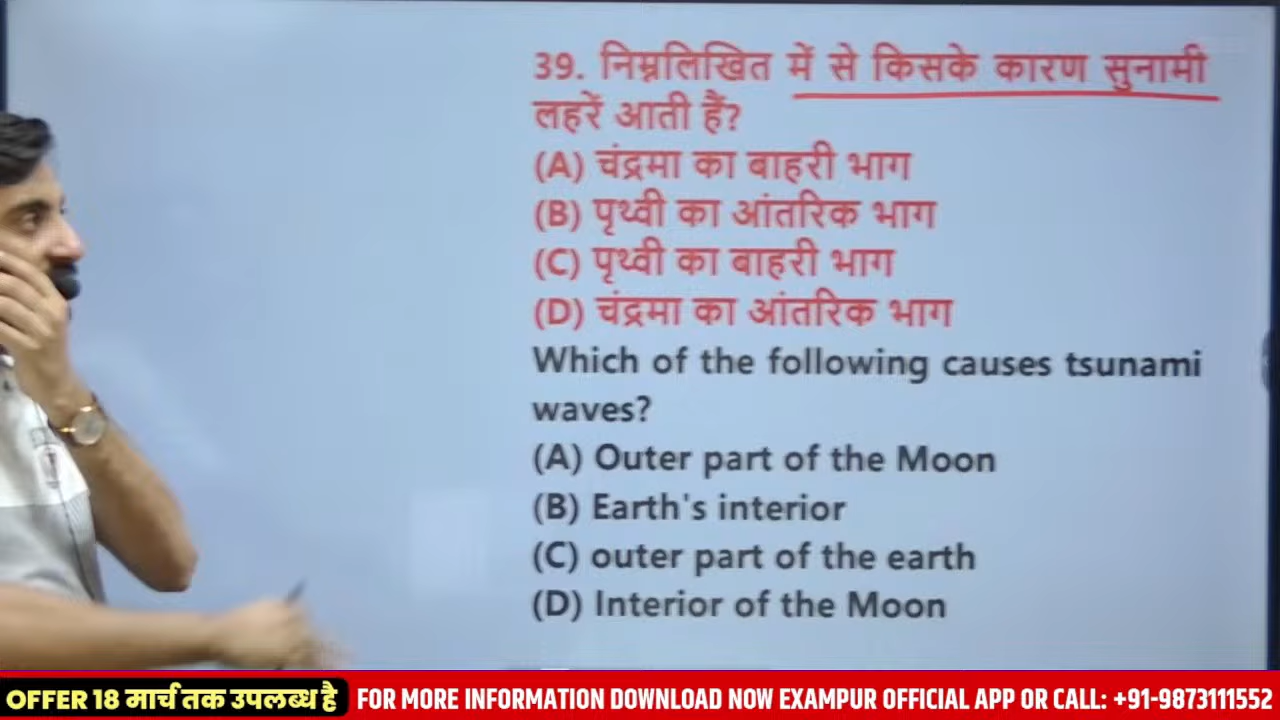 39. निम्नलिखित में से किसके कारण सुनामी
लहरें आती हैं?
(A) चंद्रमा का बाहरी भाग
(B) पृथ्वी का आंतरिक भाग
(C) पृथ्वी का बाहरी भाग
(D) चंद्रमा का आंतरिक भाग
Which of the following causes tsunami
waves?
(A) Outer part of the Moon
(B) Earth's interior
(C) outer part of the earth
(D) Interior of the Moon
OFFER 18 मार्च तक उपलब्ध है FOR MORE INFORMATION DOWNLOAD NOW EXAMPUR OFFICIAL APP OR CALL: +91-9873111552